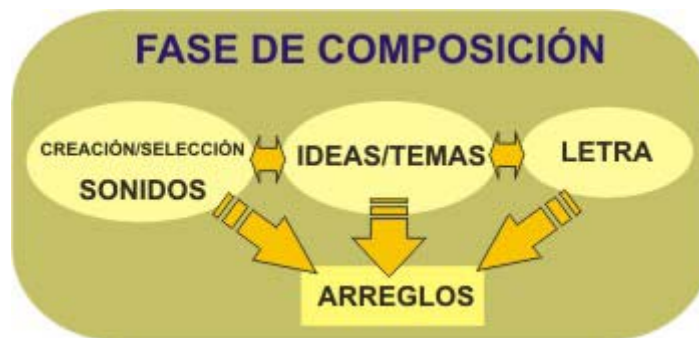 FASE DE COMPOSICIÓN
CREACIÓN/SELECCIÓN
SONIDOS
IDEAS/TEMAS
LETRA
ARREGLOS